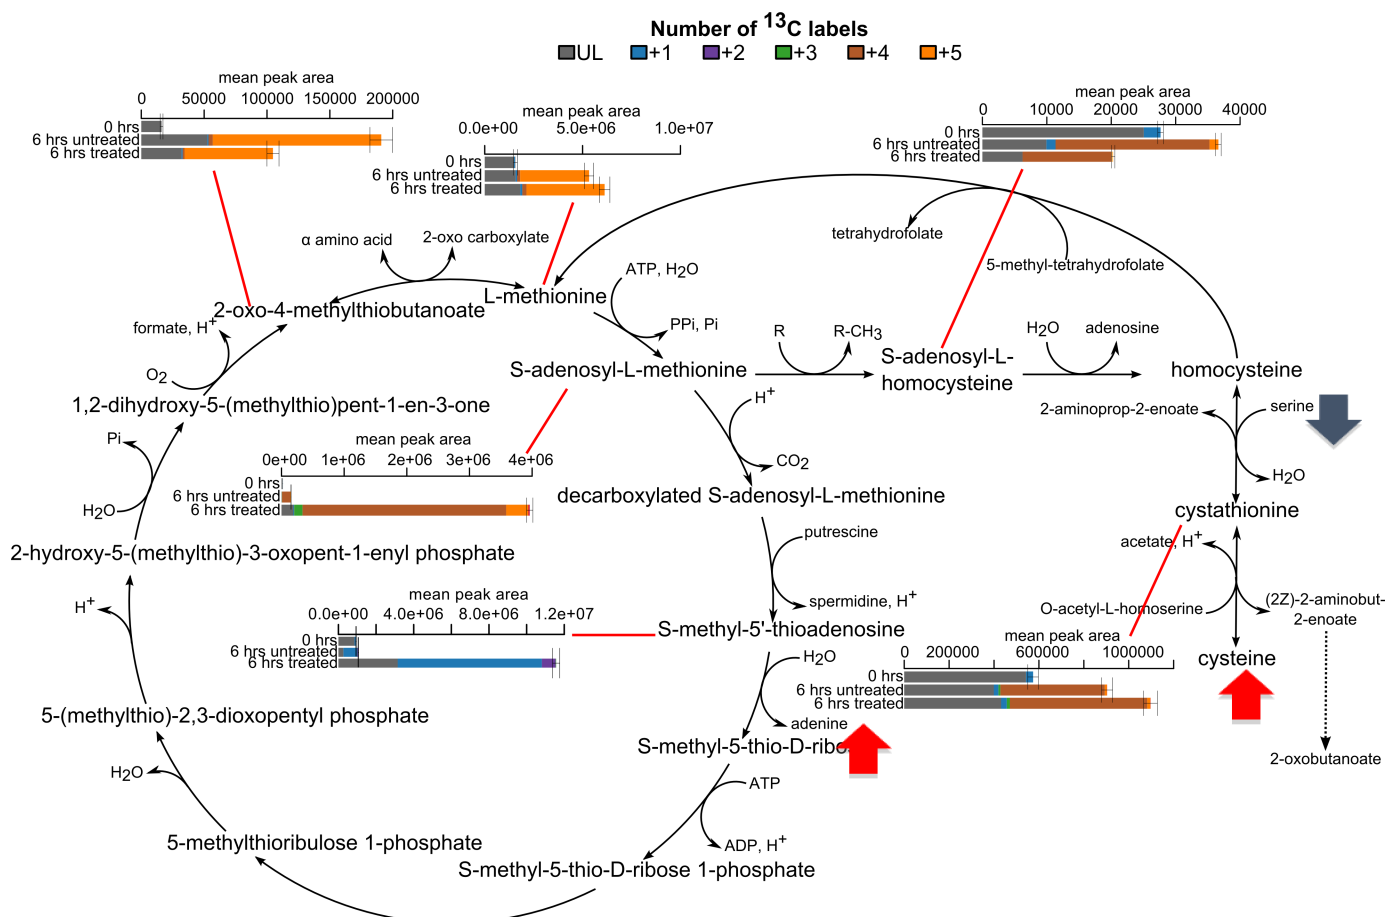 Number of 13C labels
UL +1 +2 +3 +4 +5
mean peak area
0 50000 100000 150000 200000
0 hrs
6 hrs untreated
6 hrs treated
mean peak area
0.0e+00 5.0e+06 1.0e+07
0 hrs
6 hrs untreated
6 hrs treated
mean peak area
0 10000 20000 30000 40000
0 hrs
6 hrs untreated
6 hrs treated
tetrahydrofolate
5-methyl-tetrahydrofolate
α amino acid
2-oxo carboxylate
L-methionine
2-oxo-4-methylthiobutanoate
ATP, H2O
PPi, Pi
formate, H+
O2
R
R-CH3
H2O
adenosine
S-adenosyl-L-methionine
S-adenosyl-L-
homocysteine
homocysteine
1,2-dihydroxy-5-(methylthio)pent-1-en-3-one
H+
CO2
2-aminoprop-2-enoate
serine
H2O
Pi
H2O
mean peak area
0e+00 1e+06 2e+06 3e+06 4e+06
0 hrs
6 hrs untreated
6 hrs treated
decarboxylated S-adenosyl-L-methionine
cystathionine
2-hydroxy-5-(methylthio)-3-oxopent-1-enyl phosphate
putrescine
spermidine, H+
acetate, H+
O-acetyl-L-homoserine
(2Z)-2-aminobut-
2-enoate
H+
mean peak area
0.0e+00 4.0e+06 8.0e+06 1.2e+07
0 hrs
6 hrs untreated
6 hrs treated
S-methyl-5'-thioadenosine
mean peak area
0 200000 600000 1000000
0 hrs
6 hrs untreated
6 hrs treated
cysteine
H2O
adenine
5-(methylthio)-2,3-dioxopentyl phosphate
S-methyl-5-thio-D-ribo
2-oxobutanoate
H2O
ATP
ADP, H+
5-methylthioribulose 1-phosphate
S-methyl-5-thio-D-ribose 1-phosphate